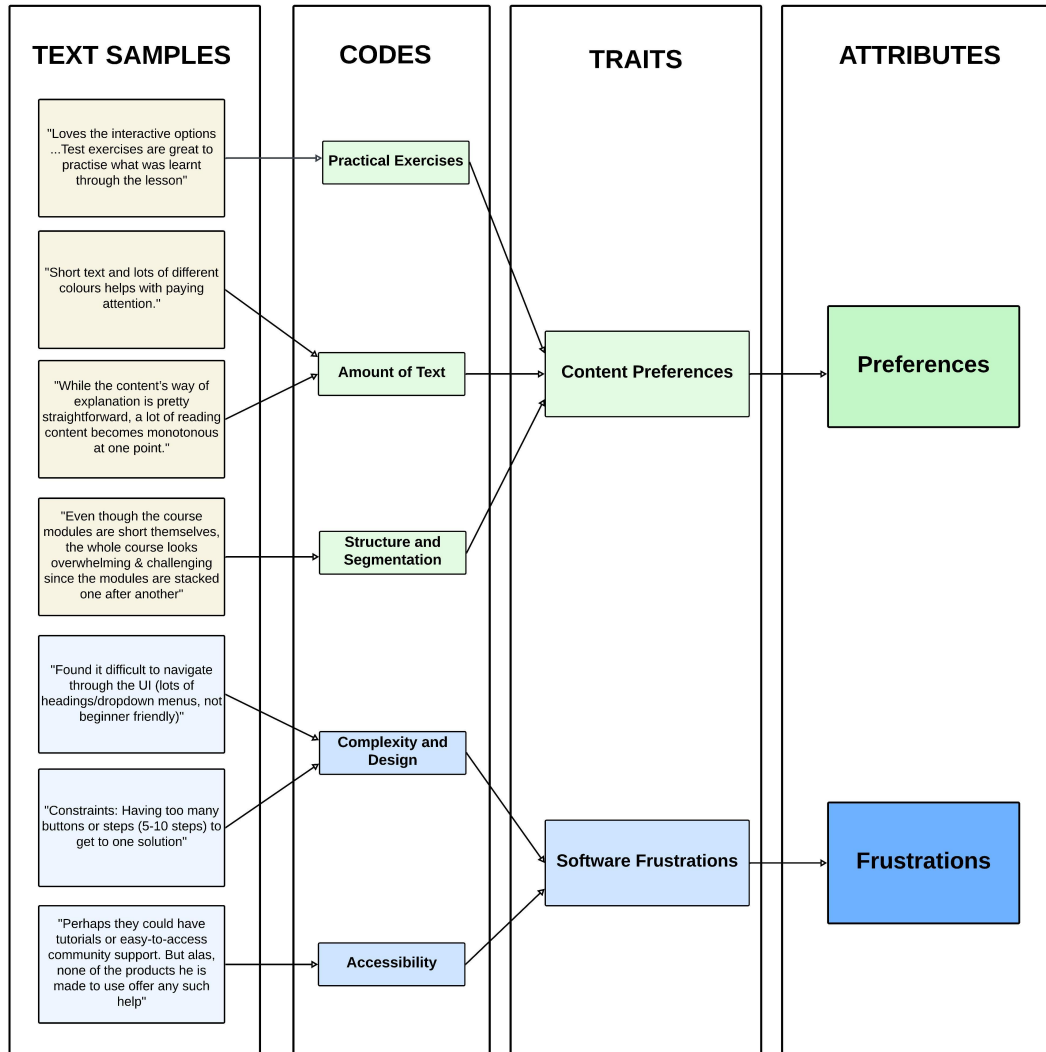 TEXT SAMPLES
"Loves the interactive options
...Test exercises are great to
practise what was learnt
through the lesson"
"Short text and lots of different
colours helps with paying
attention."
"While the content's way of
explanation is pretty
straightforward, a lot of reading
content becomes monotonous
at one point."
"Even though the course
modules are short themselves,
the whole course looks
overwhelming & challenging
since the modules are stacked
one after another"
"Found it difficult to navigate
through the UI (lots of
headings/dropdown menus, not
beginner friendly)"
"Constraints: Having too many
buttons or steps (5-10 steps) to
get to one solution"
"Perhaps they could have
tutorials or easy-to-access
community support. But alas,
none of the products he is
made to use offer any such
help"
CODES
Practical Exercises
Amount of Text
Structure and
Segmentation
Complexity and
Design
Accessibility
TRAITS
Content Preferences
Software Frustrations
ATTRIBUTES
Preferences
Frustrations